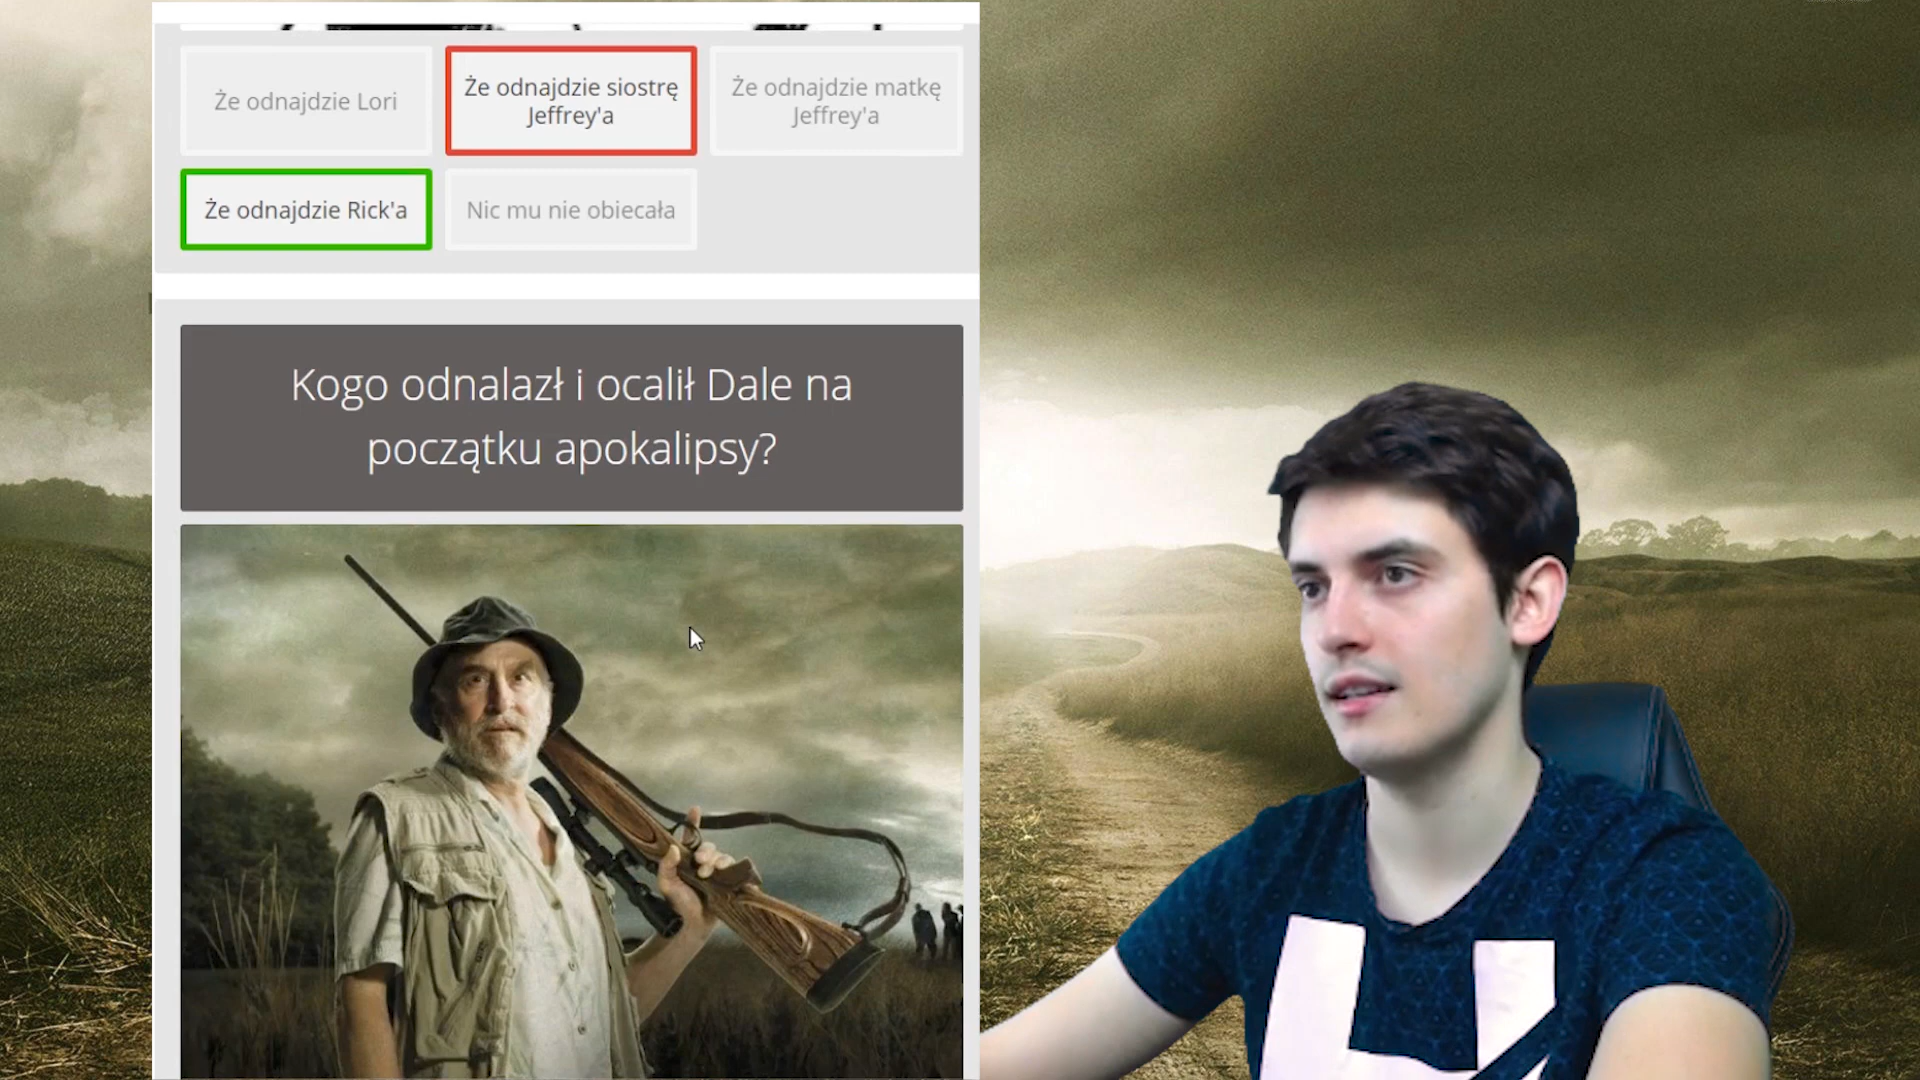 Że odnajdzie Lori
Że odnajdzie siostrę
Jeffrey'a
Że odnajdzie matkę
Jeffrey'a
Że odnajdzie Rick'a
Nic mu nie obiecała
Kogo odnalazł i ocalił Dale na
początku apokalipsy?